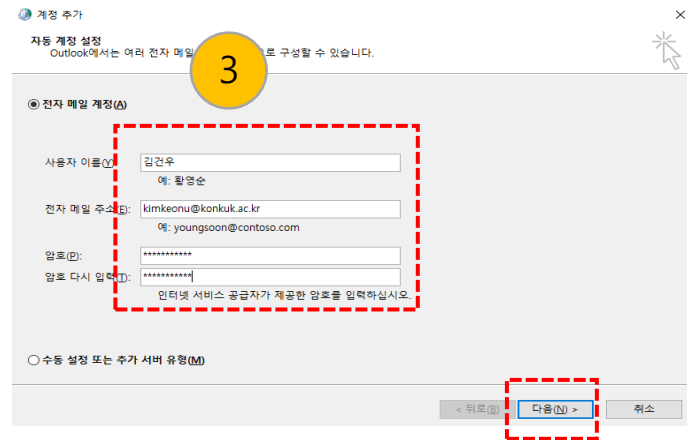 계정 추가
자동 계정 설정
Outlook에서는 여러 전자 메일 로 구성할 수 있습니다.
3
전자 메일 계정(A)
사용자 이름(Y)
김건우
예: 황영순
전자 메일 주소(E):
kimkeonu@konkuk.ac.kr
예: youngsoon@contoso.com
암호(P):
***********
암호 다시 입력(T):
***********
인터넷 서비스 공급자가 제공한 암호를 입력하십시오.
수동 설정 또는 추가 서버 유형(M)
< 뒤로(B)
다음(N) >
취소